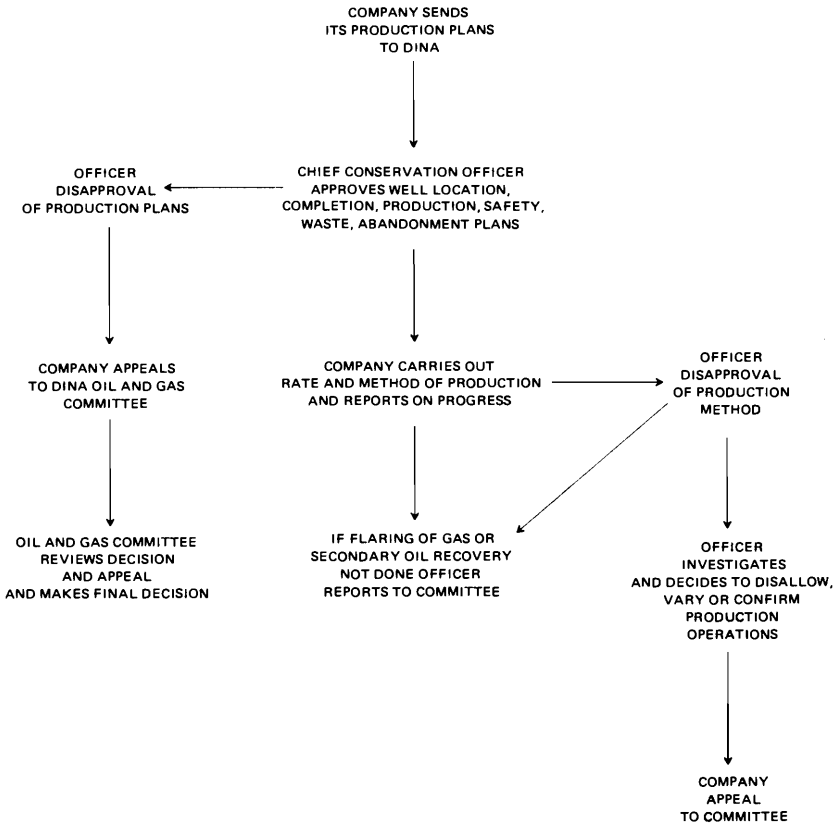 COMPANY SENDS
ITS PRODUCTION PLANS
TO DINA
OFFICER
DISAPPROVAL
OF PRODUCTION PLANS
CHIEF CONSERVATION OFFICER
APPROVES WELL LOCATION,
COMPLETION, PRODUCTION, SAFETY,
WASTE, ABANDONMENT PLANS
COMPANY APPEALS
TO DINA OIL AND GAS
COMMITTEE
COMPANY CARRIES OUT
RATE AND METHOD OF PRODUCTION
AND REPORTS ON PROGRESS
OFFICER
DISAPPROVAL
OF PRODUCTION
METHOD
OIL AND GAS COMMITTEE
REVIEWS DECISION
AND APPEAL
AND MAKES FINAL DECISION
IF FLARING OF GAS OR
SECONDARY OIL RECOVERY
NOT DONE OFFICER
REPORTS TO COMMITTEE
OFFICER
INVESTIGATES
AND DECIDES TO DISALLOW,
VARY OR CONFIRM
PRODUCTION
OPERATIONS
COMPANY
APPEAL
TO COMMITTEE